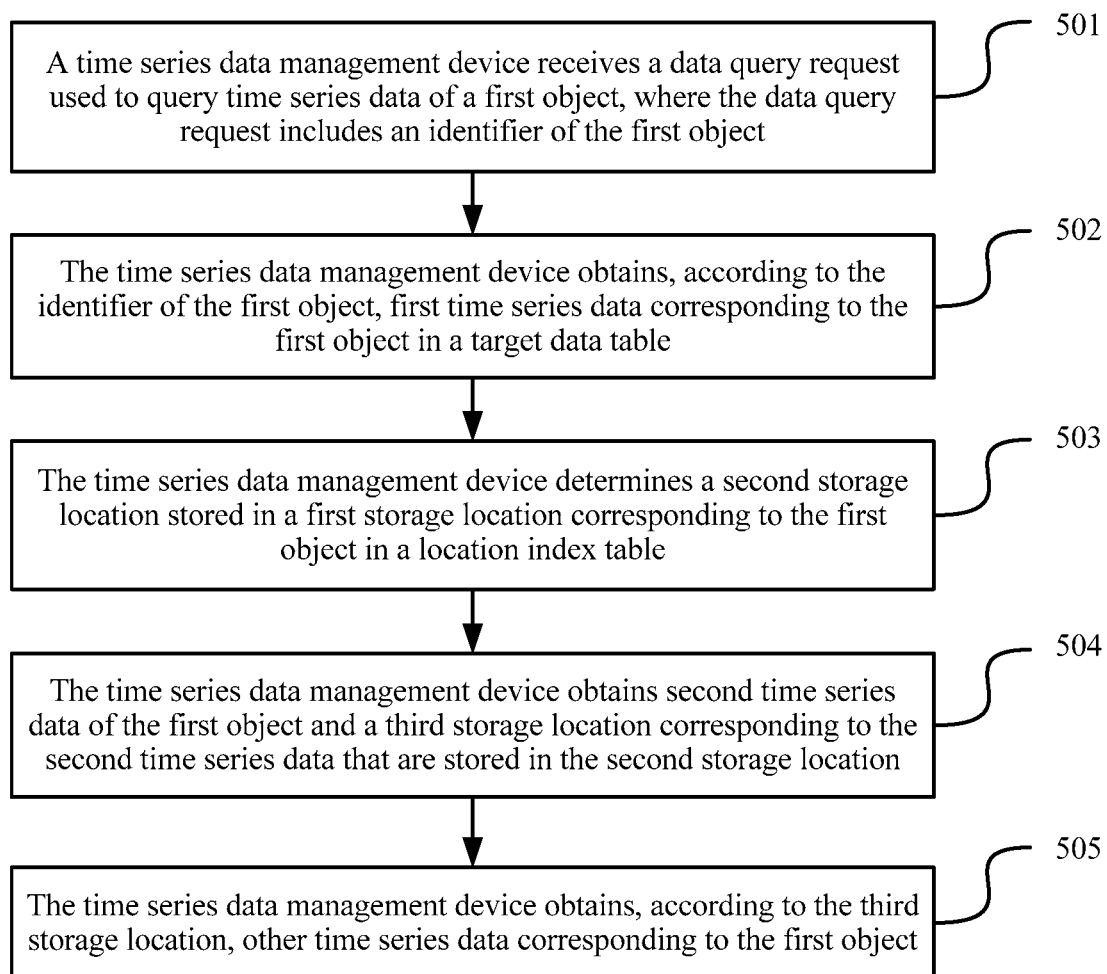 501
A time series data management device receives a data query request
used to query time series data of a first object, where the data query
request includes an identifier of the first object
502
The time series data management device obtains, according to the
identifier of the first object, first time series data corresponding to the
first object in a target data table
503
The time series data management device determines a second storage
location stored in a first storage location corresponding to the first
object in a location index table
504
The time series data management device obtains second time series
data of the first object and a third storage location corresponding to the
second time series data that are stored in the second storage location
505
The time series data management device obtains, according to the third
storage location, other time series data corresponding to the first object